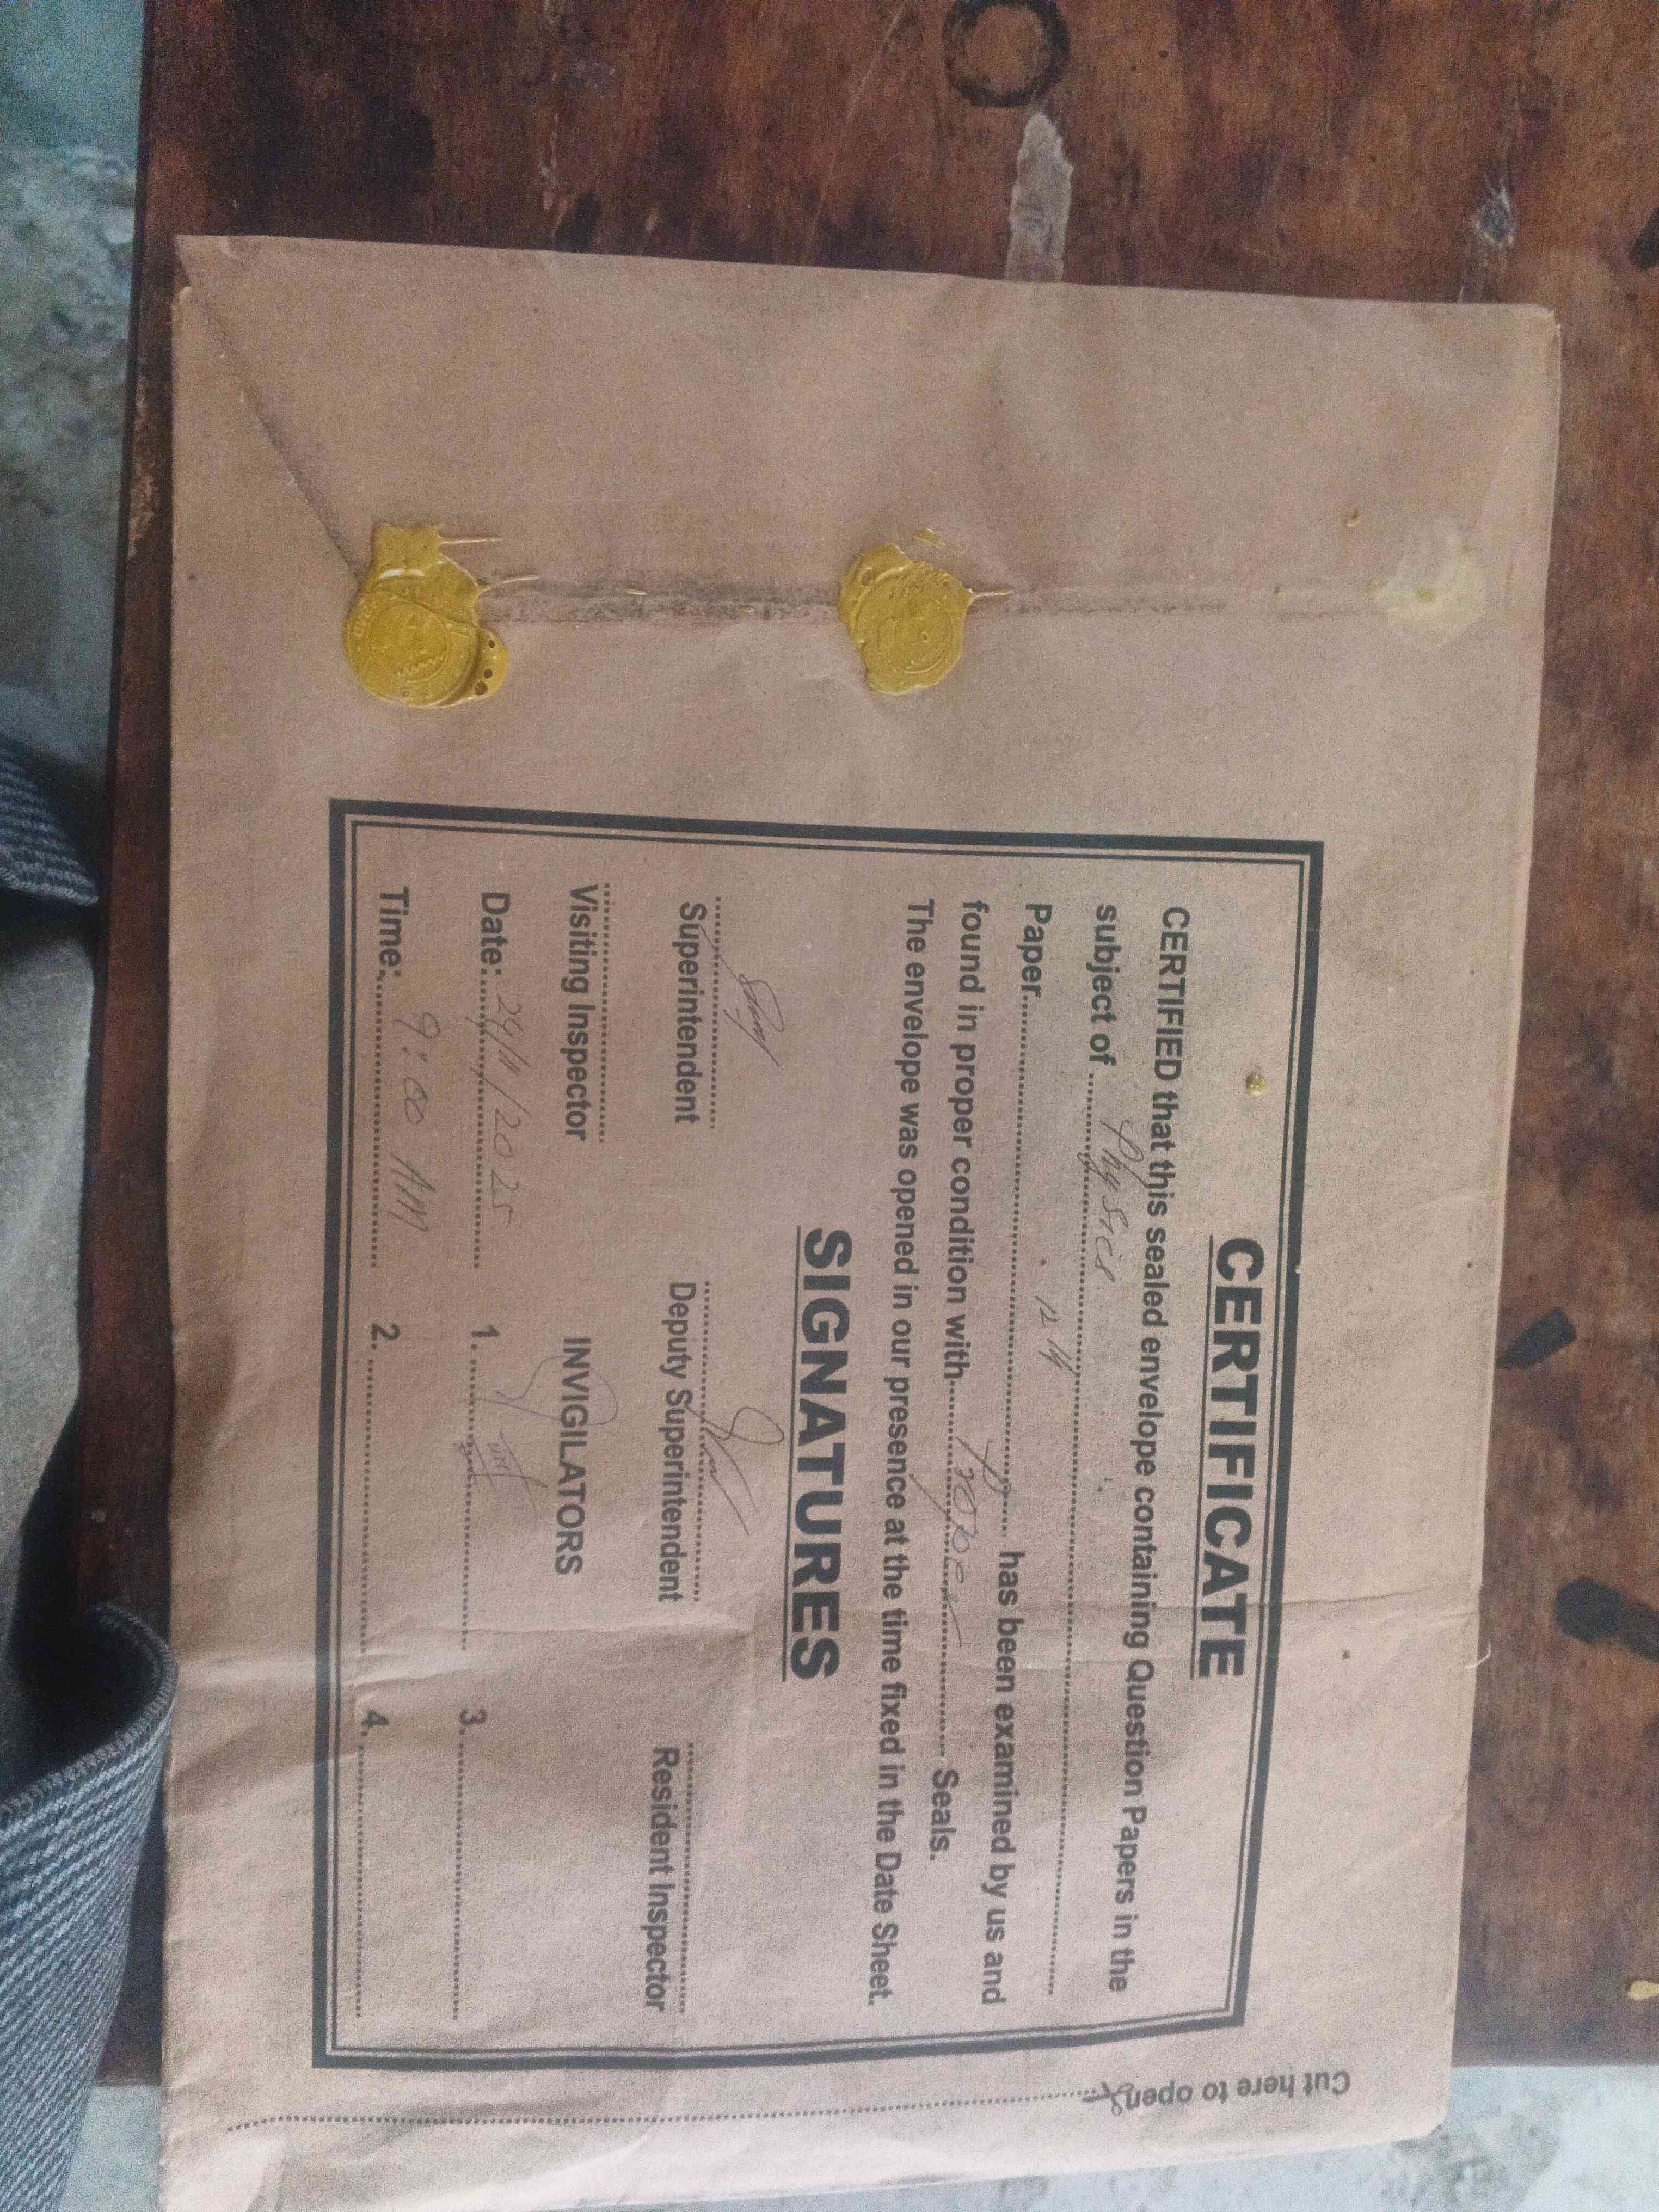 CERTIFICATE
CERTIFIED that this sealed envelope containing Question Papers in the
subject of ..... Physics .....
Paper..... has been examined by us and
found in proper condition with..... Proper ..... Seals.
The envelope was opened in our presence at the time fixed in the Date Sheet.
SIGNATURES
Superintendent Deputy Superintendent Resident Inspector
Visiting Inspector INVIGILATORS
Date: ..... /2025 1. ..... 3. .....
Time: 9:00 AM 2. ..... 4. .....
Cut here to open